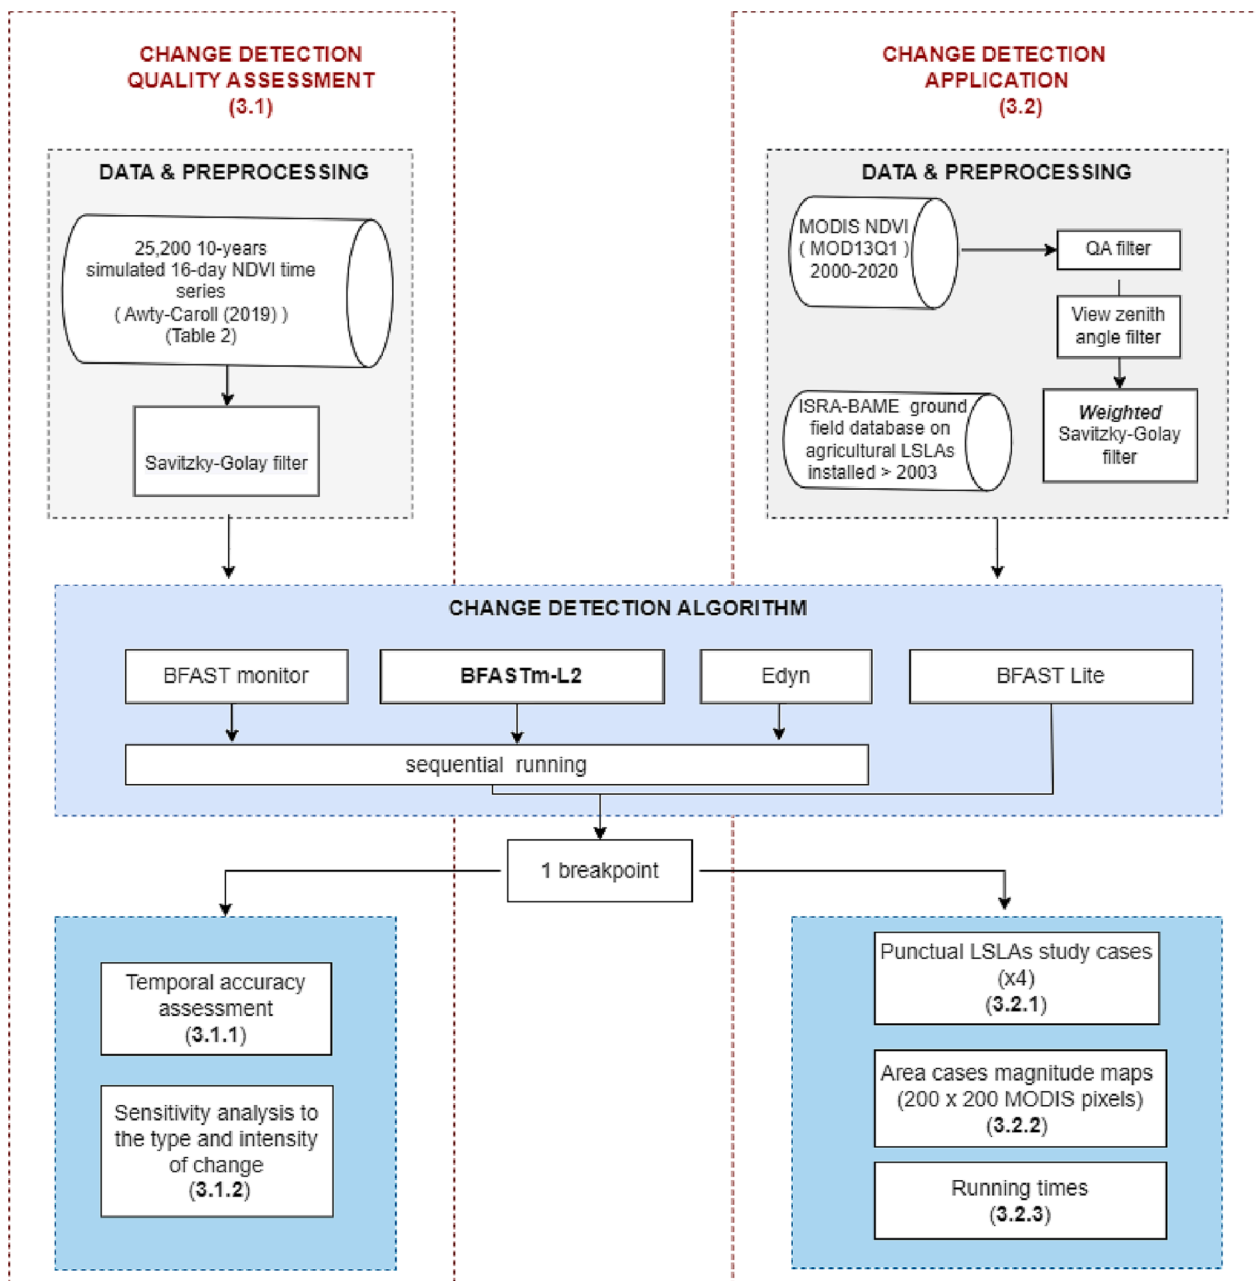 CHANGE DETECTION
QUALITY ASSESSMENT
(3.1)
DATA & PREPROCESSING
25,200 10-years
simulated 16-day NDVI time
series
( Awty-Caroll (2019) )
(Table 2)
Savitzky-Golay filter
CHANGE DETECTION
APPLICATION
(3.2)
DATA & PREPROCESSING
MODIS NDVI
( MOD13Q1 )
2000-2020
QA filter
View zenith
angle filter
ISRA-BAME ground
field database on
agricultural LSLAs
installed > 2003
Weighted
Savitzky-Golay
filter
CHANGE DETECTION ALGORITHM
BFAST monitor
BFASTm-L2
Edyn
BFAST Lite
sequential running
1 breakpoint
Temporal accuracy
assessment
(3.1.1)
Sensitivity analysis to
the type and intensity
of change
(3.1.2)
Punctual LSLAs study cases
(x4)
(3.2.1)
Area cases magnitude maps
(200 x 200 MODIS pixels)
(3.2.2)
Running times
(3.2.3)